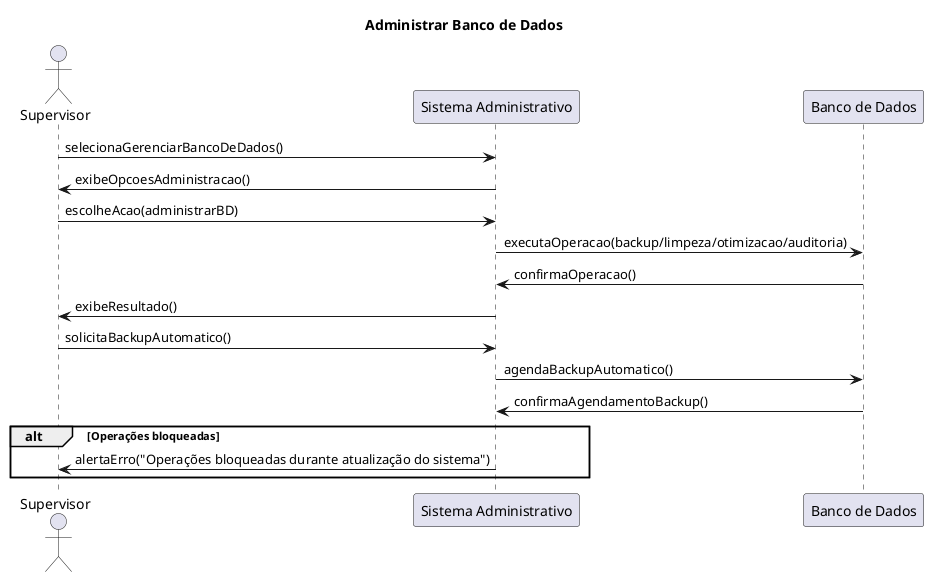 Administrar Banco de Dados
Supervisor
Sistema Administrativo
Banco de Dados
selecionaGerenciarBancoDeDados()
exibeOpcoesAdministracao()
escolheAcao(administrarBD)
executaOperacao(backup/limpeza/otimizacao/auditoria)
confirmaOperacao()
exibeResultado()
solicitaBackupAutomatico()
agendaBackupAutomatico()
confirmaAgendamentoBackup()
alt [Operações bloqueadas]
alertaErro("Operações bloqueadas durante atualização do sistema")
Supervisor
Sistema Administrativo
Banco de Dados